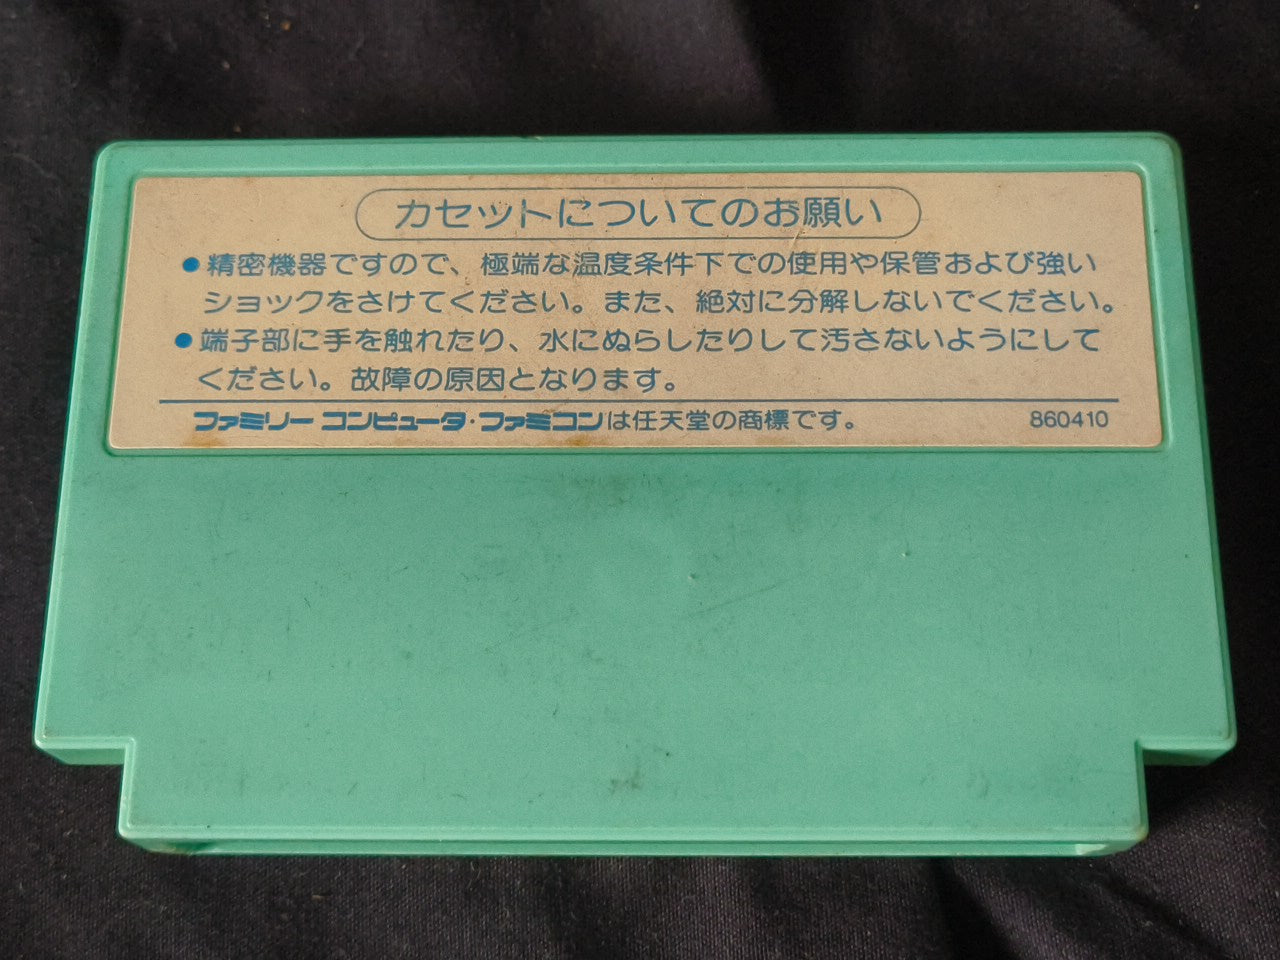 カセットについてのお願い
●精密機器ですので、極端な温度条件下での使用や保管および強い
ショックをさけてください。また、絶対に分解しないでください。
●端子部に手を触れたり、水にぬらしたりして汚さないようにして
ください。故障の原因となります。
ファミリーコンピュータ・ファミコンは任天堂の商標です。 860410